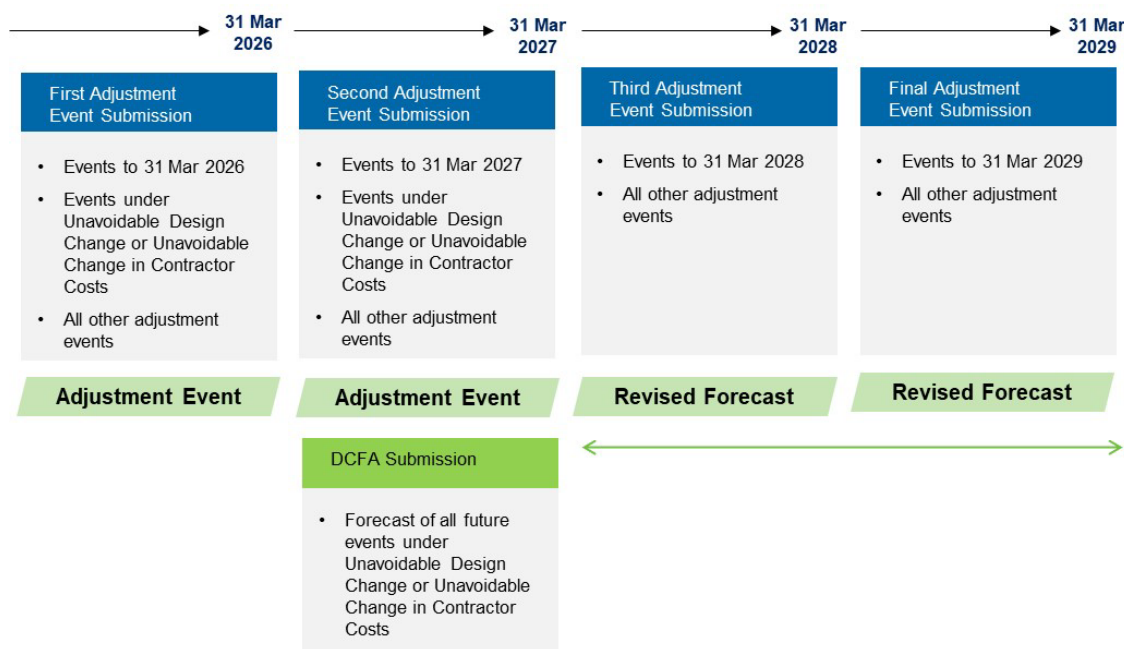 31 Mar
2026
31 Mar
2027
31 Mar
2028
31 Mar
2029
First Adjustment
Event Submission
• Events to 31 Mar 2026
• Events under
Unavoidable Design
Change or Unavoidable
Change in Contractor
Costs
• All other adjustment
events
Adjustment Event
Second Adjustment
Event Submission
• Events to 31 Mar 2027
• Events under
Unavoidable Design
Change or Unavoidable
Change in Contractor
Costs
• All other adjustment
events
Adjustment Event
DCFA Submission
• Forecast of all future
events under
Unavoidable Design
Change or Unavoidable
Change in Contractor
Costs
Third Adjustment
Event Submission
• Events to 31 Mar 2028
• All other adjustment
events
Revised Forecast
Final Adjustment
Event Submission
• Events to 31 Mar 2029
• All other adjustment
events
Revised Forecast